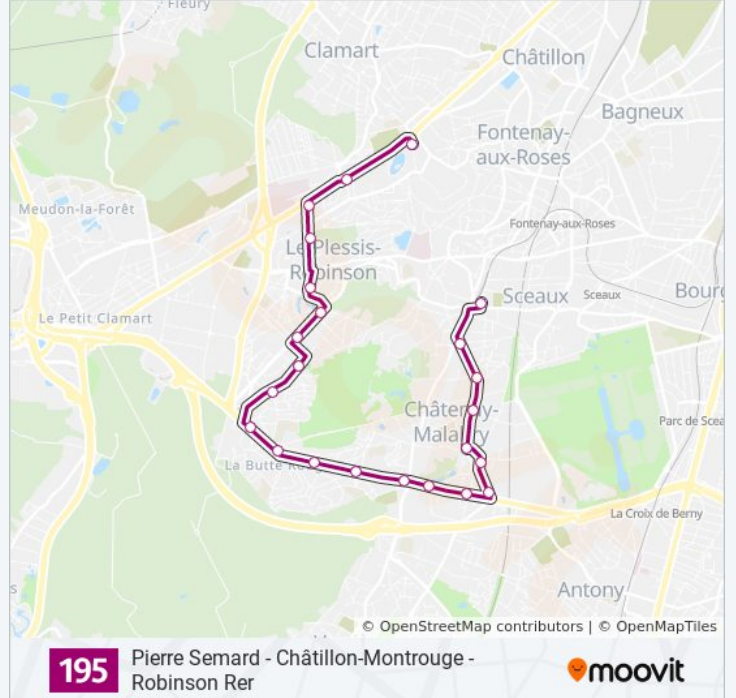 Fleury
Clamart
Châtillon
Bagneux
Fontenay-
aux-Roses
Meudon-la-Forêt
Fontenay-aux-Roses
Le Plessis-
Robinson
Sceaux
Sceaux
Le Petit Clamart
Châtenay-
Malabry
Parc de Scea
La Butte Roug
La Croix de Berny
Antony
© OpenStreetMap contributors | © OpenMapTiles
195
Pierre Semard - Châtillon-Montrouge -
Robinson Rer
moovit